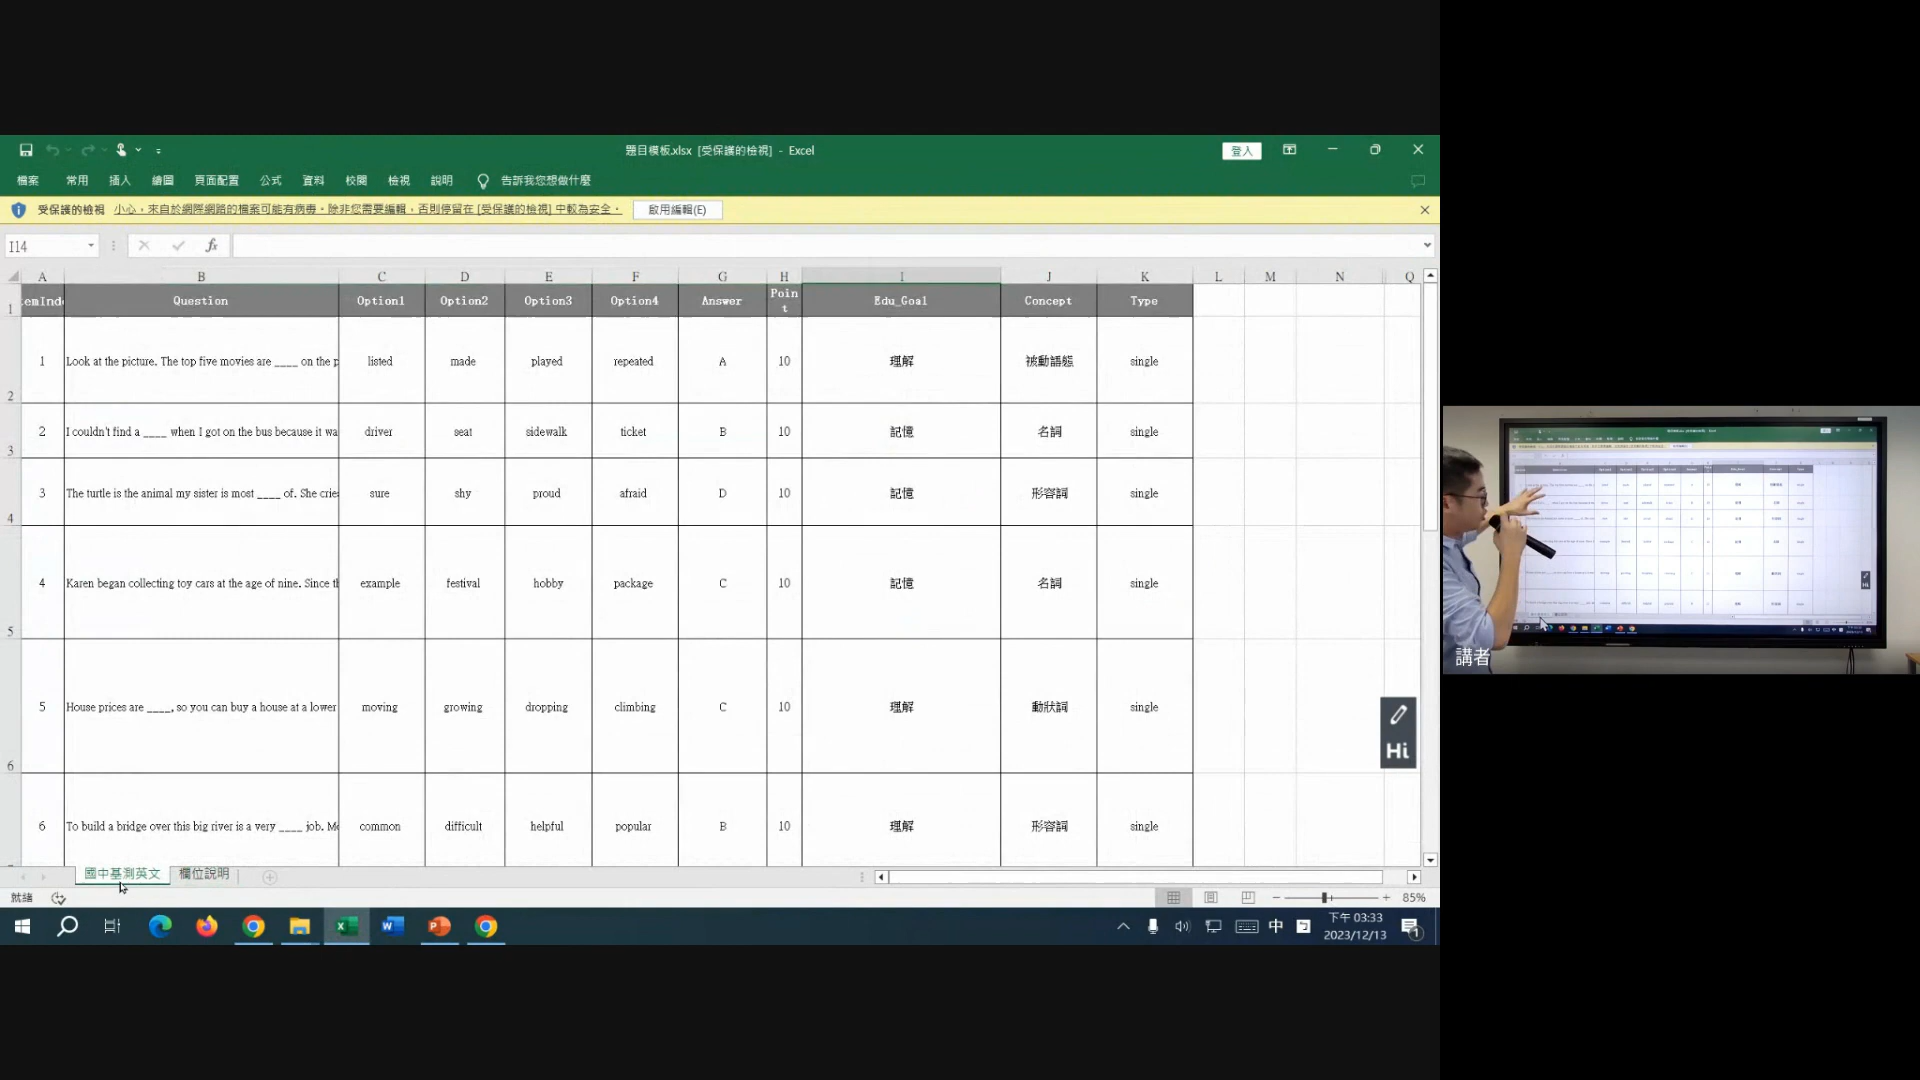 題目模板.xlsx [受保護的檢視] - Excel
登入
檔案 常用 插入 繪圖 頁面配置 公式 資料 校閱 檢視 說明 告訴我您想做什麼
受保護的檢視 小心，來自於網際網路的檔案可能有病毒。除非您需要編輯，否則停留在 [受保護的檢視] 中較為安全。 啟用編輯(E)
I14 fx
A B C D E F G H I J K L M N Q
1 emInd Question Option1 Option2 Option3 Option4 Answer Point Edu_Goal Concept Type
2 1 Look at the picture. The top five movies are ____ on the p listed made played repeated A 10 理解 被動語態 single
3 2 I couldn't find a ____ when I got on the bus because it wa driver seat sidewalk ticket B 10 記憶 名詞 single
4 3 The turtle is the animal my sister is most ____ of. She crie sure shy proud afraid D 10 記憶 形容詞 single
5 4 Karen began collecting toy cars at the age of nine. Since th example festival hobby package C 10 記憶 名詞 single
6 5 House prices are ____, so you can buy a house at a lower moving growing dropping climbing C 10 理解 動狀詞 single
6 To build a bridge over this big river is a very ____ job. Mo common difficult helpful popular B 10 理解 形容詞 single
Hi
國中基測英文 欄位說明
就緒 85%
中 下午 03:33
2023/12/13
1
講者